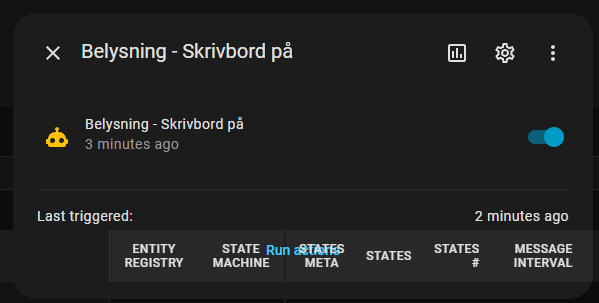 Belysning - Skrivbord på
Belysning - Skrivbord på
3 minutes ago
Last triggered:
2 minutes ago
Run actions
ENTITY REGISTRY
STATE MACHINE
STATES META
STATES
STATES #
MESSAGE INTERVAL